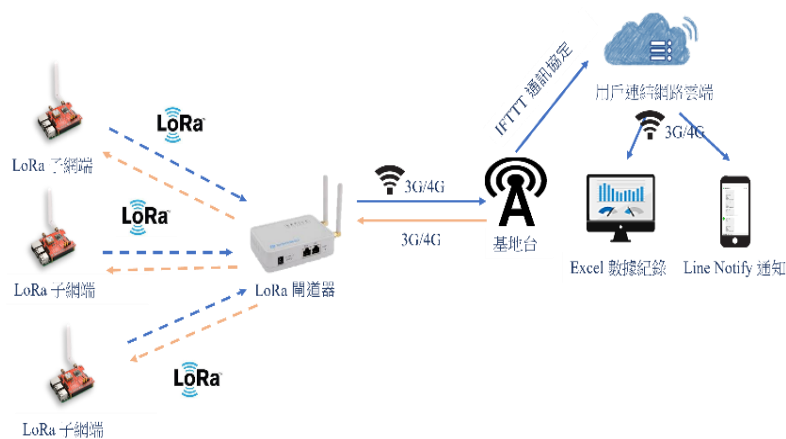 LoRa
LoRa 子網端
LoRa
LoRa 子網端
LoRa
LoRa 子網端
LoRa 閘道器
3G/4G
3G/4G
基地台
IFTTT 通訊協定
用戶連結網路雲端
3G/4G
Excel 數據紀錄
Line Notify 通知